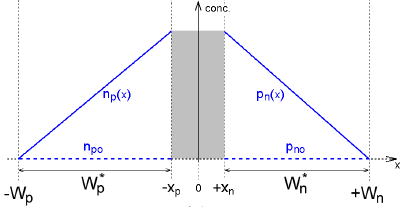 conc.
np(x)
pn(x)
npo
pno
x
-Wp
Wp*
-xp
0
+xn
Wn*
+Wn